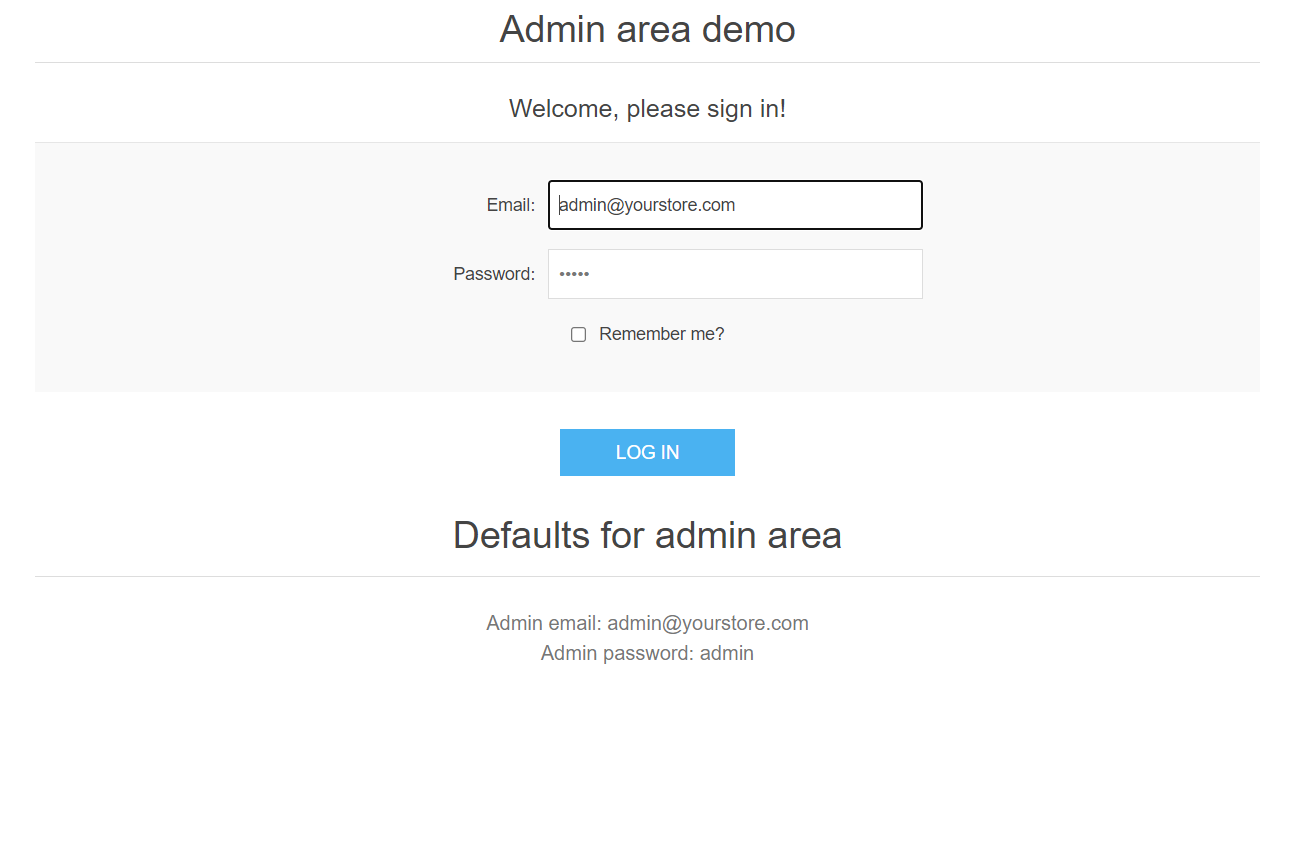 Admin area demo
Welcome, please sign in!
Email: admin@yourstore.com
Password: •••••
Remember me?
LOG IN
Defaults for admin area
Admin email: admin@yourstore.com
Admin password: admin